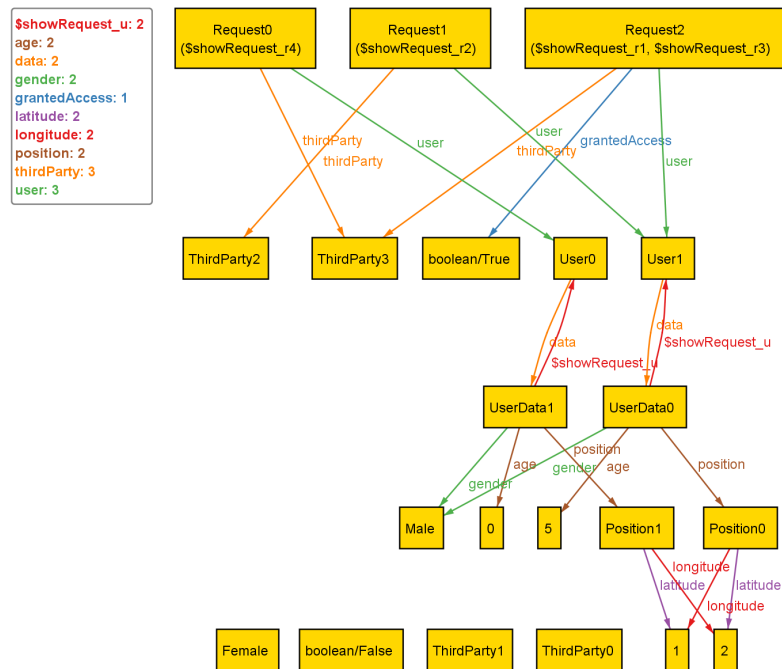 $showRequest_u: 2
age: 2
data: 2
gender: 2
grantedAccess: 1
latitude: 2
longitude: 2
position: 2
thirdParty: 3
user: 3
Request0
($showRequest_r4)
Request1
($showRequest_r2)
Request2
($showRequest_r1, $showRequest_r3)
thirdParty
user
user
grantedAccess
thirdParty
thirdParty
user
ThirdParty2
ThirdParty3
boolean/True
User0
User1
data
data
$showRequest_u
$showRequest_u
UserData1
UserData0
position
age
gender
age
position
gender
Male
0
5
Position1
Position0
longitude
latitude
latitude
longitude
Female
boolean/False
ThirdParty1
ThirdParty0
1
2